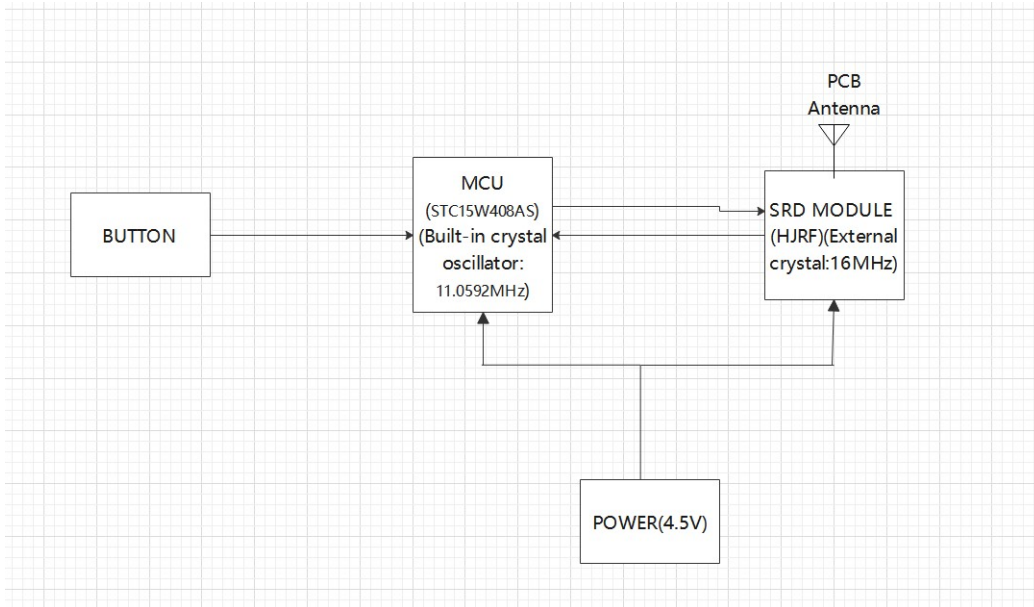 PCB
Antenna
MCU
(STC15W408AS)
(Built-in crystal
oscillator:
11.0592MHz)
BUTTON
SRD MODULE
(HJRF)(External
crystal:16MHz)
POWER(4.5V)